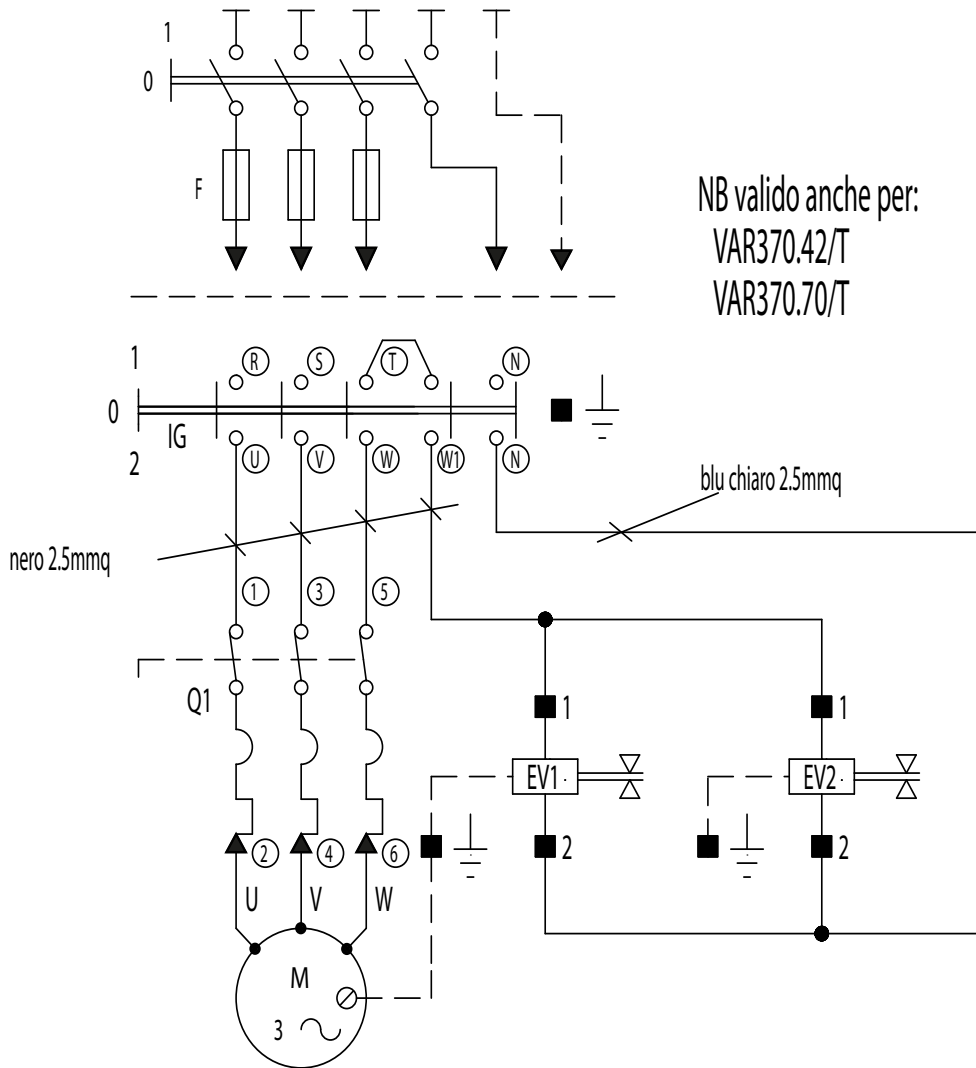 1
0
F
NB valido anche per:
VAR370.42/T
VAR370.70/T
1
R
S
T
N
0
IG
2
U
V
W
W1
N
blu chiaro 2.5mmq
nero 2.5mmq
1
3
5
Q1
1
1
EV1
EV2
2
4
6
2
2
U
V
W
M
3